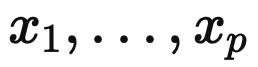 x₁, . . . , xₚ